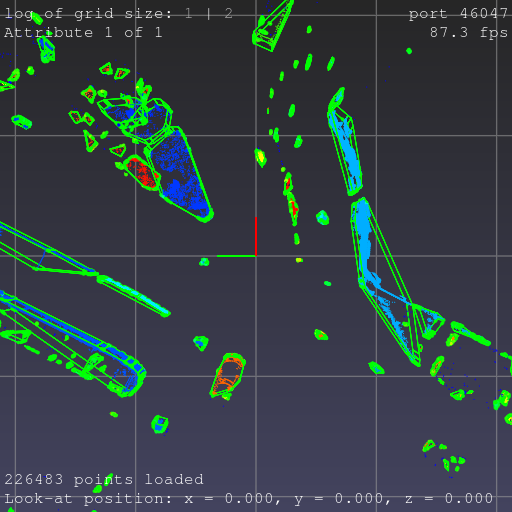 log of grid size: 1 | 2
port 46047
Attribute 1 of 1
87.3 fps
226483 points loaded
Look-at position: x = 0.000, y = 0.000, z = 0.000